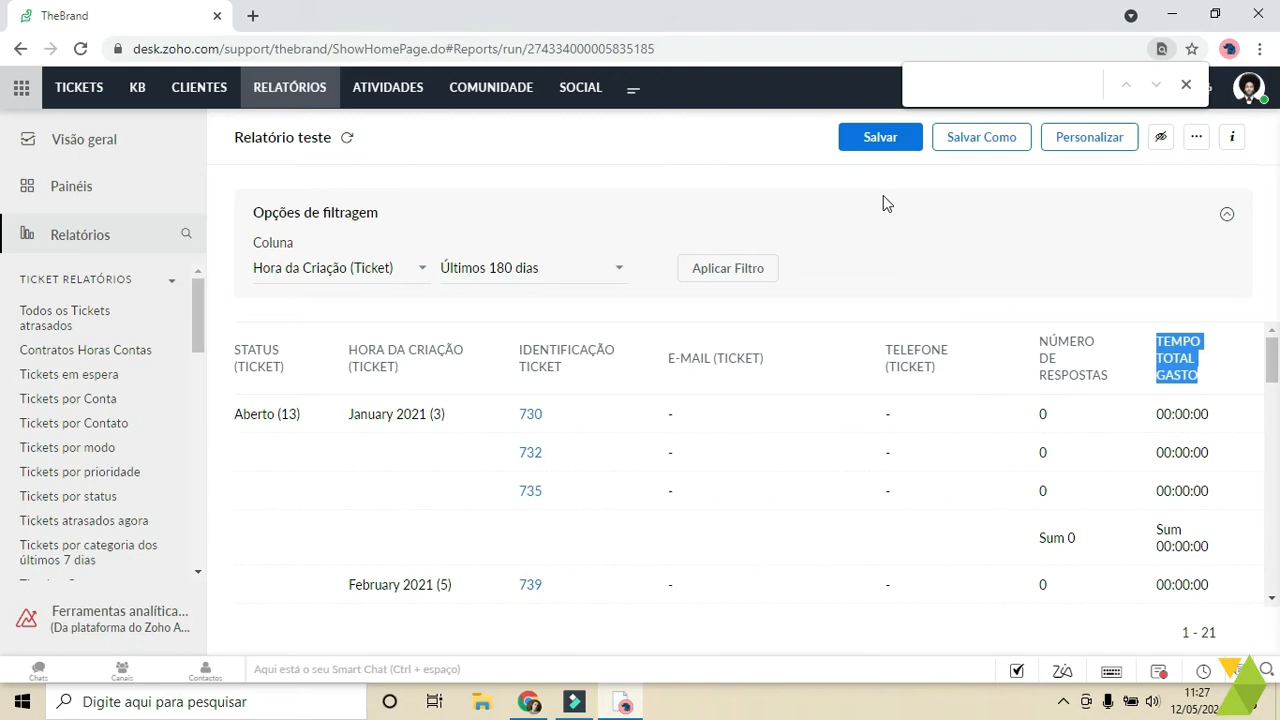 TheBrand
desk.zoho.com/support/thebrand/ShowHomePage.do#Reports/run/274334000005835185
TICKETS KB CLIENTES RELATÓRIOS ATIVIDADES COMUNIDADE SOCIAL
Visão geral
Painéis
Relatórios
TICKET RELATÓRIOS
Todos os Tickets
atrasados
Contratos Horas Contas
Tickets em espera
Tickets por Conta
Tickets por Contato
Tickets por modo
Tickets por prioridade
Tickets por status
Tickets atrasados agora
Tickets por categoria dos
últimos 7 dias
Ferramentas analítica...
(Da plataforma do Zoho A...
Relatório teste
Salvar Salvar Como Personalizar ... i
Opções de filtragem
Coluna
Hora da Criação (Ticket) Últimos 180 dias Aplicar Filtro
STATUS (TICKET) HORA DA CRIAÇÃO (TICKET) IDENTIFICAÇÃO TICKET E-MAIL (TICKET) TELEFONE (TICKET) NÚMERO DE RESPOSTAS TEMPO TOTAL GASTO
Aberto (13) January 2021 (3) 730 - - 0 00:00:00
732 - - 0 00:00:00
735 - - 0 00:00:00
Sum 0 Sum 00:00:00
February 2021 (5) 739 - - 0 00:00:00
1 - 21
Chats Canais Contactos Aqui está o seu Smart Chat (Ctrl + espaço)
Digite aqui para pesquisar
11:27
12/05/202